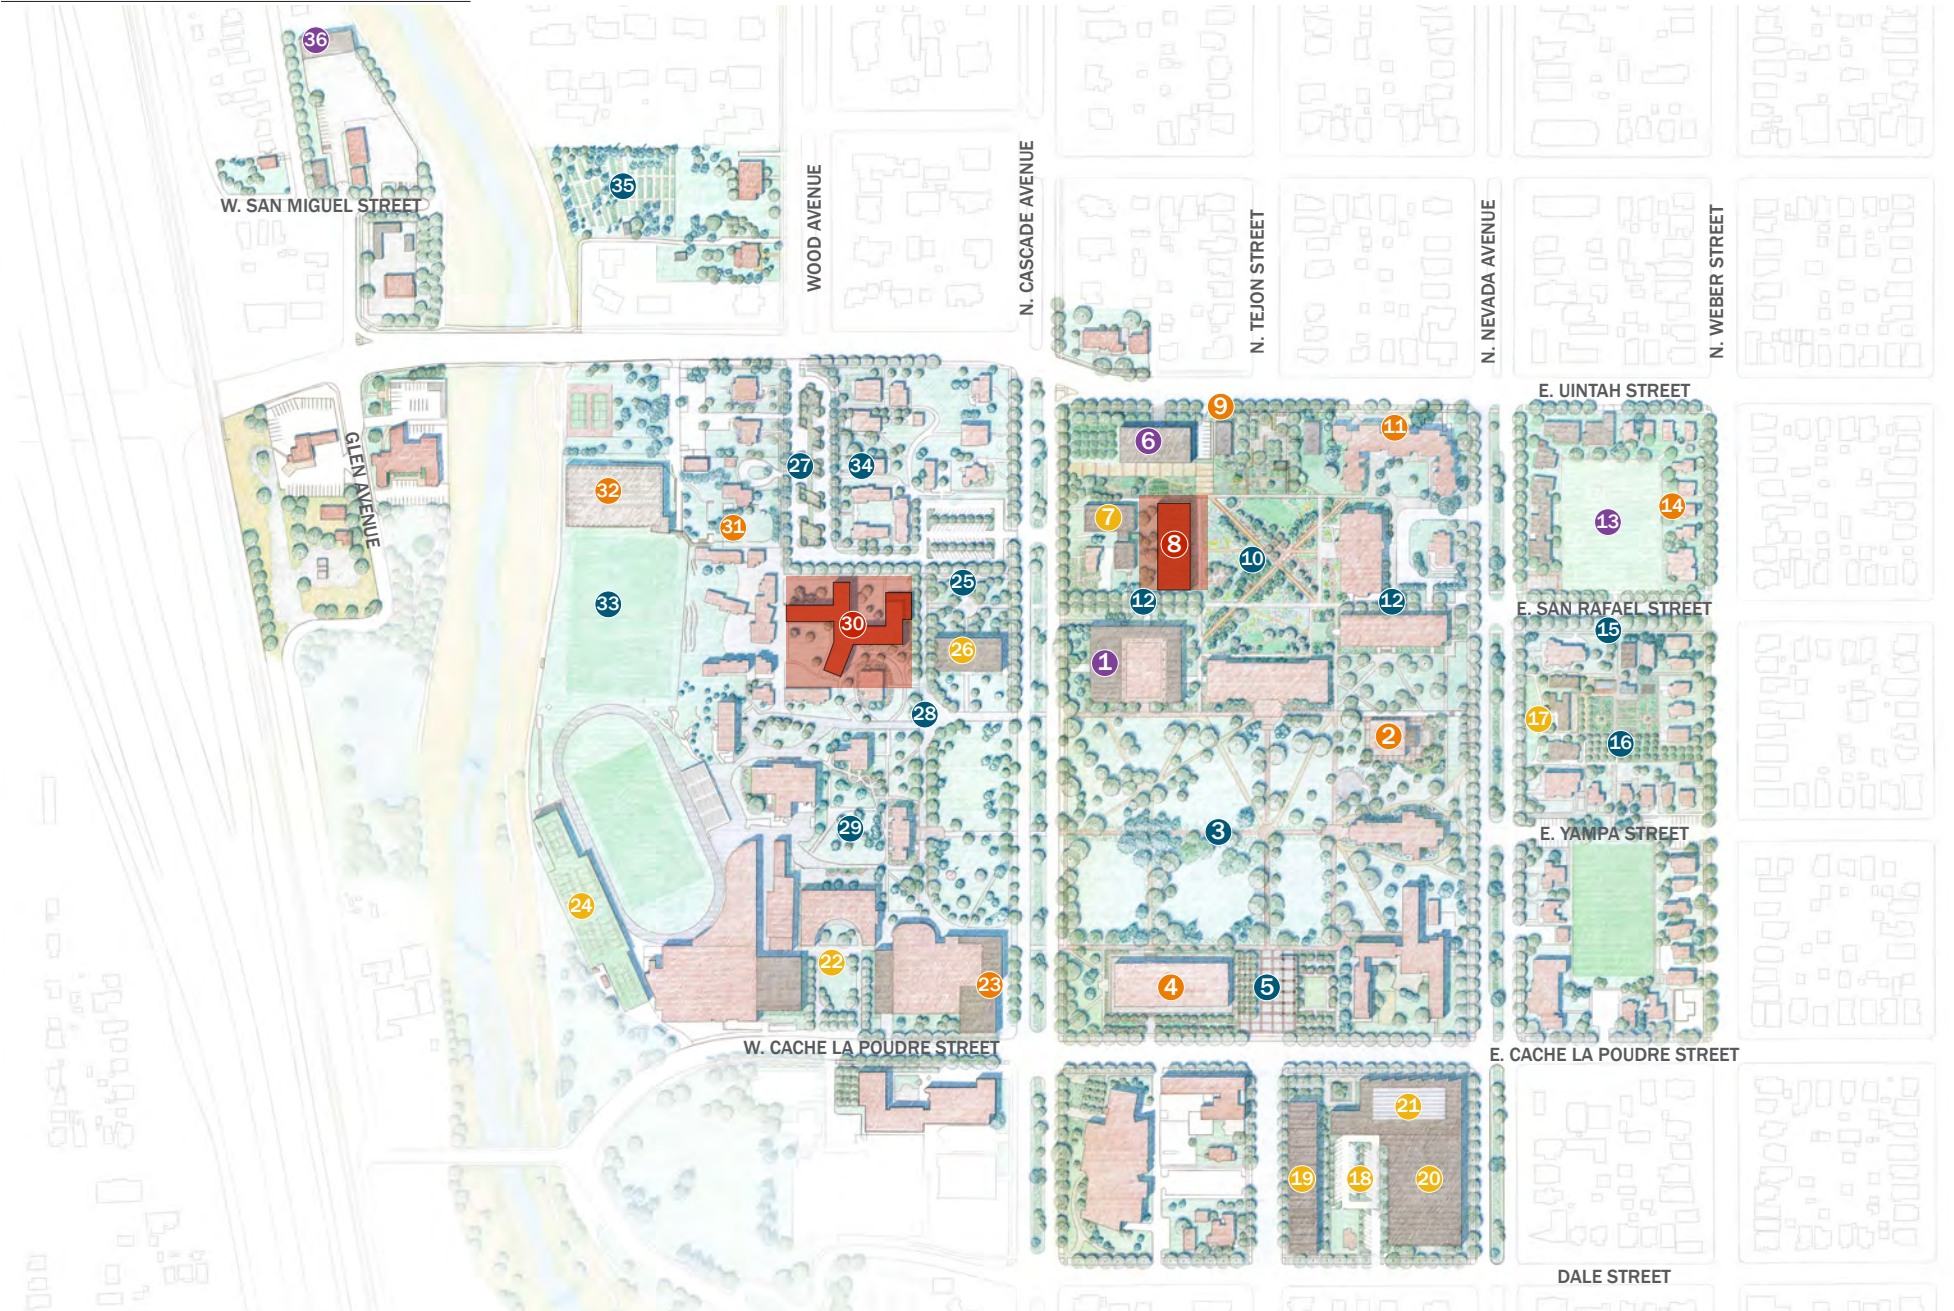 36
35
W. SAN MIGUEL STREET
WOOD AVENUE
N. CASCADE AVENUE
N. TEJON STREET
N. NEVADA AVENUE
N. WEBER STREET
E. UINTAH STREET
GLEN AVENUE
9
11
6
27
34
32
31
7
8
10
13
14
33
25
12
12
E. SAN RAFAEL STREET
30
15
26
1
28
17
2
16
29
3
E. YAMPA STREET
24
22
23
4
5
W. CACHE LA POUDRE STREET
E. CACHE LA POUDRE STREET
21
19
18
20
DALE STREET